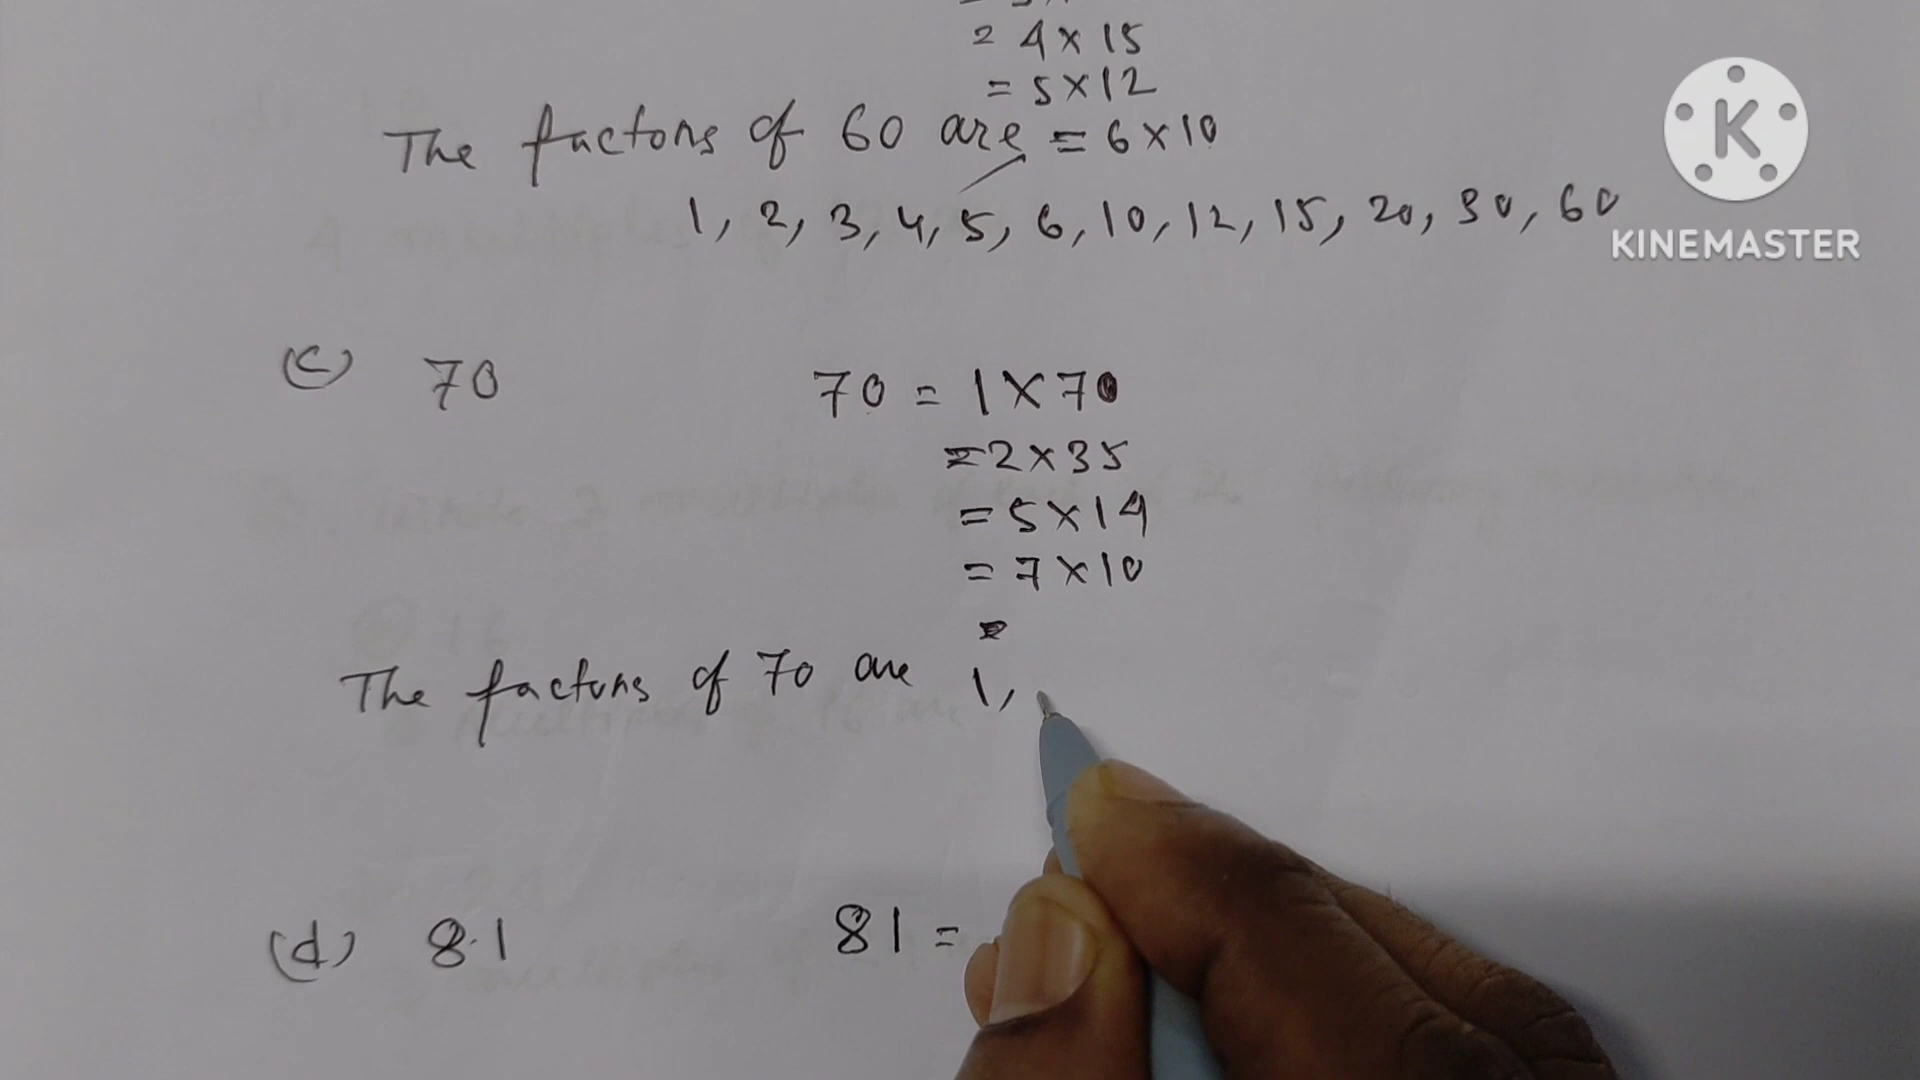 = 4 × 15
= 5 × 12
The factors of 60 are = 6 × 10
1, 2, 3, 4, 5, 6, 10, 12, 15, 20, 30, 60
K
KINEMASTER
(c) 70 70 = 1 × 70
= 2 × 35
= 5 × 14
= 7 × 10
=
The factors of 70 are 1,
(d) 81 81 =